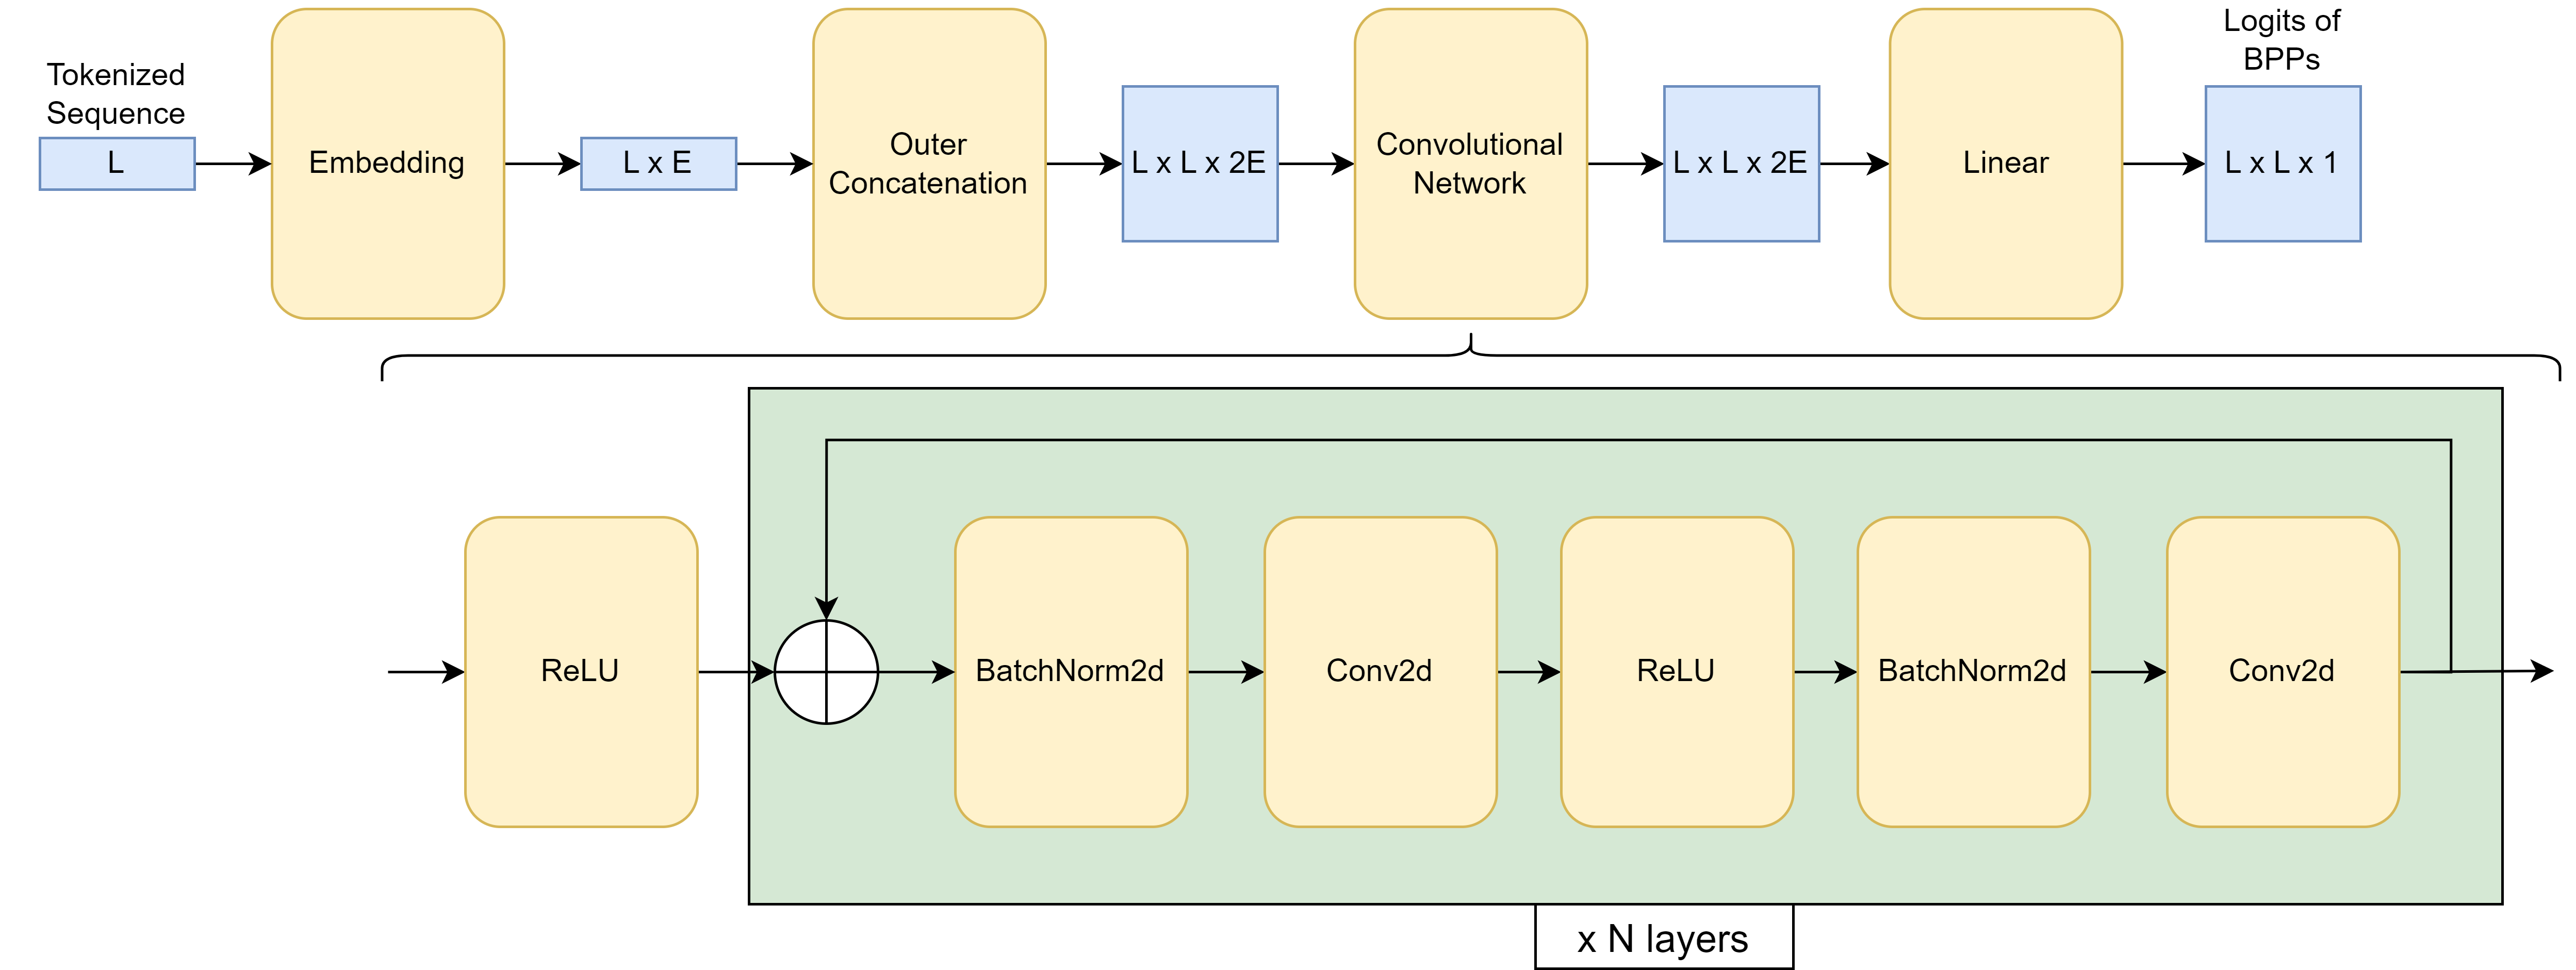 Tokenized
Sequence
L
Embedding
L x E
Outer
Concatenation
L x L x 2E
Convolutional
Network
L x L x 2E
Linear
Logits of
BPPs
L x L x 1
ReLU
BatchNorm2d
Conv2d
ReLU
BatchNorm2d
Conv2d
x N layers